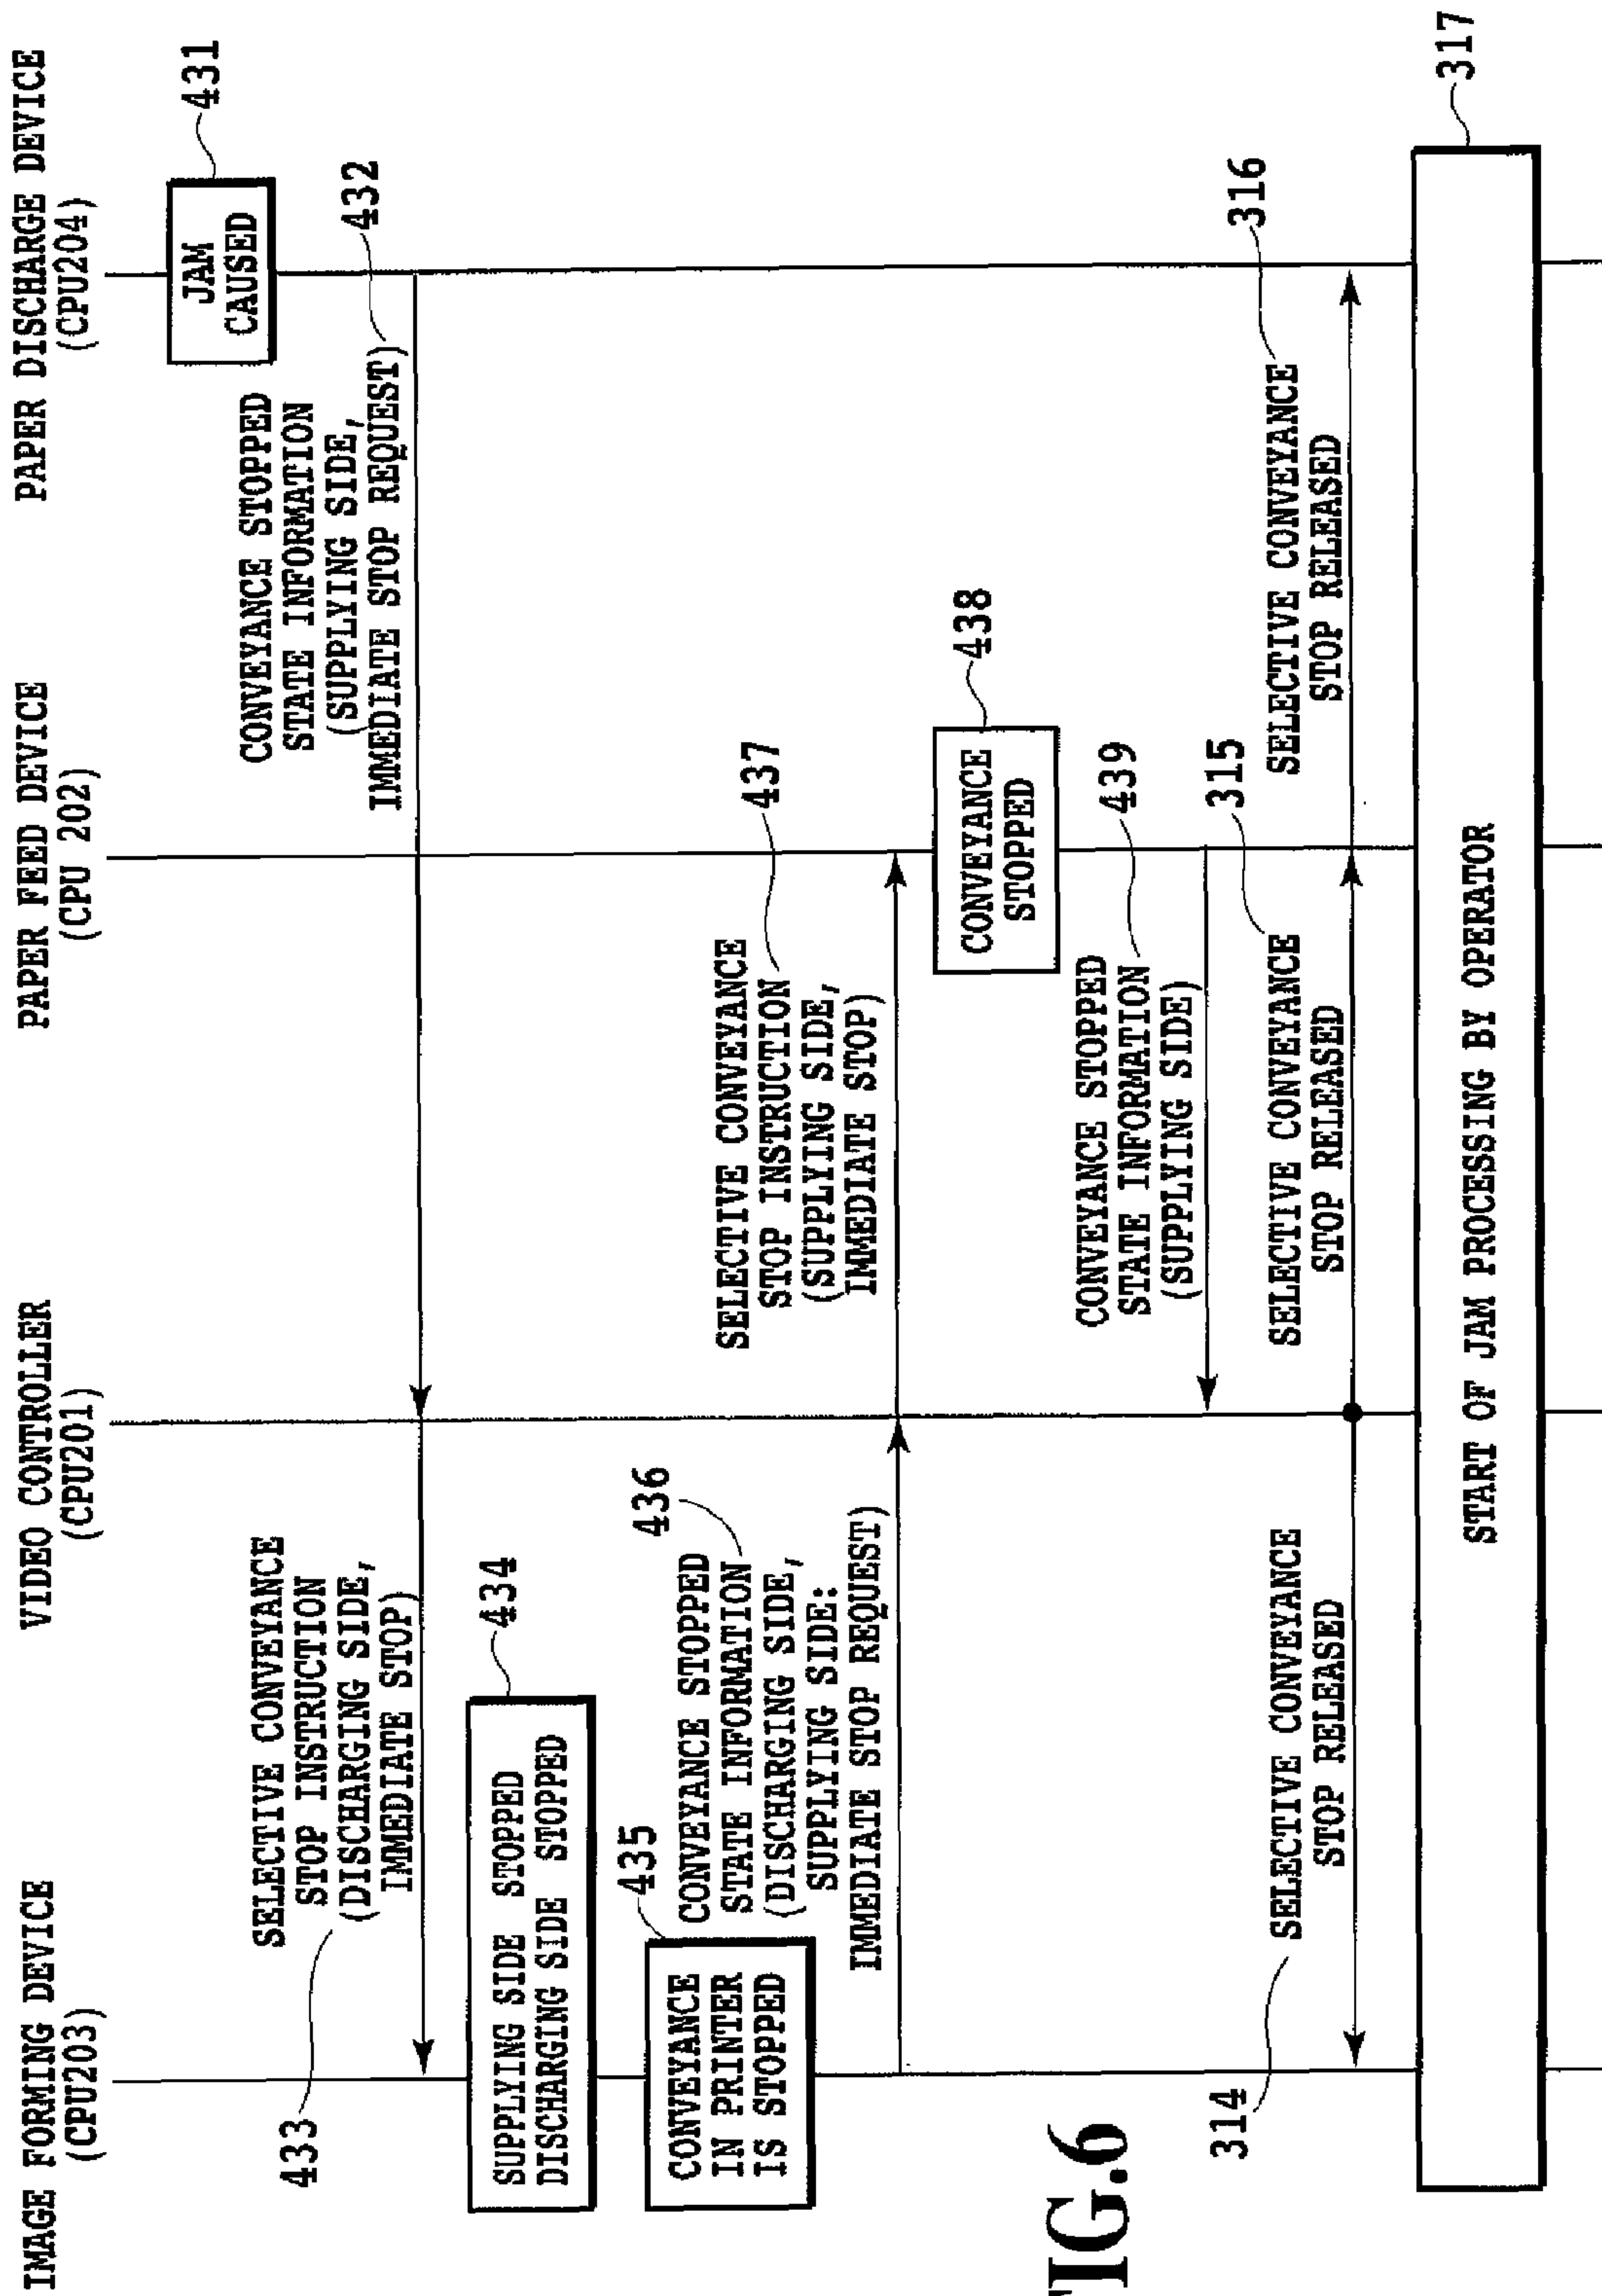 IMAGE FORMING DEVICE
(CPU203)
VIDEO CONTROLLER
(CPU201)
PAPER FEED DEVICE
(CPU 202)
PAPER DISCHARGE DEVICE
(CPU204)
JAM
CAUSED
431
CONVEYANCE STOPPED
STATE INFORMATION
(SUPPLYING SIDE,
IMMEDIATE STOP REQUEST)
432
SELECTIVE CONVEYANCE
STOP INSTRUCTION
(DISCHARGING SIDE,
IMMEDIATE STOP)
433
SUPPLYING SIDE STOPPED
DISCHARGING SIDE STOPPED
434
CONVEYANCE
IN PRINTER
IS STOPPED
435
CONVEYANCE STOPPED
STATE INFORMATION
(DISCHARGING SIDE,
SUPPLYING SIDE:
IMMEDIATE STOP REQUEST)
436
SELECTIVE CONVEYANCE
STOP INSTRUCTION
(SUPPLYING SIDE,
IMMEDIATE STOP)
437
CONVEYANCE
STOPPED
438
CONVEYANCE STOPPED
STATE INFORMATION
(SUPPLYING SIDE)
439
SELECTIVE CONVEYANCE
STOP RELEASED
314
SELECTIVE CONVEYANCE
STOP RELEASED
315
SELECTIVE CONVEYANCE
STOP RELEASED
316
START OF JAM PROCESSING BY OPERATOR
317
FIG.6